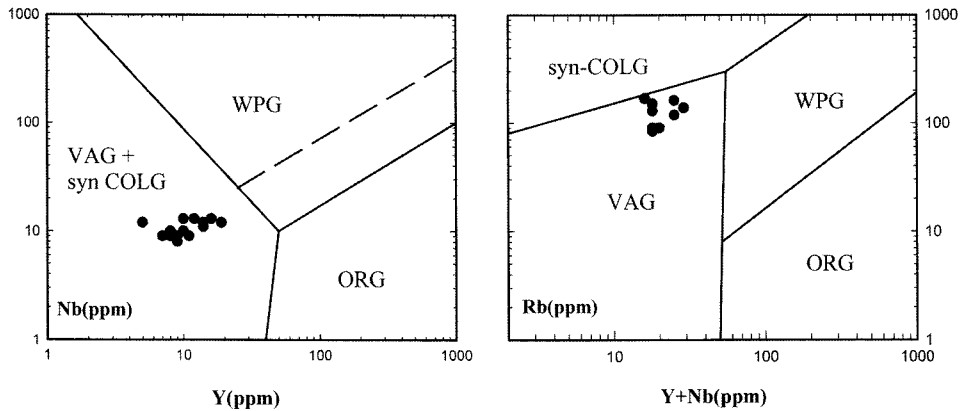 1000
100
10
1
WPG
VAG +
syn COLG
ORG
Nb(ppm)
1 10 100 1000
Y(ppm)
syn-COLG
WPG
VAG
ORG
Rb(ppm)
1000
100
10
1
10 100 1000
Y+Nb(ppm)